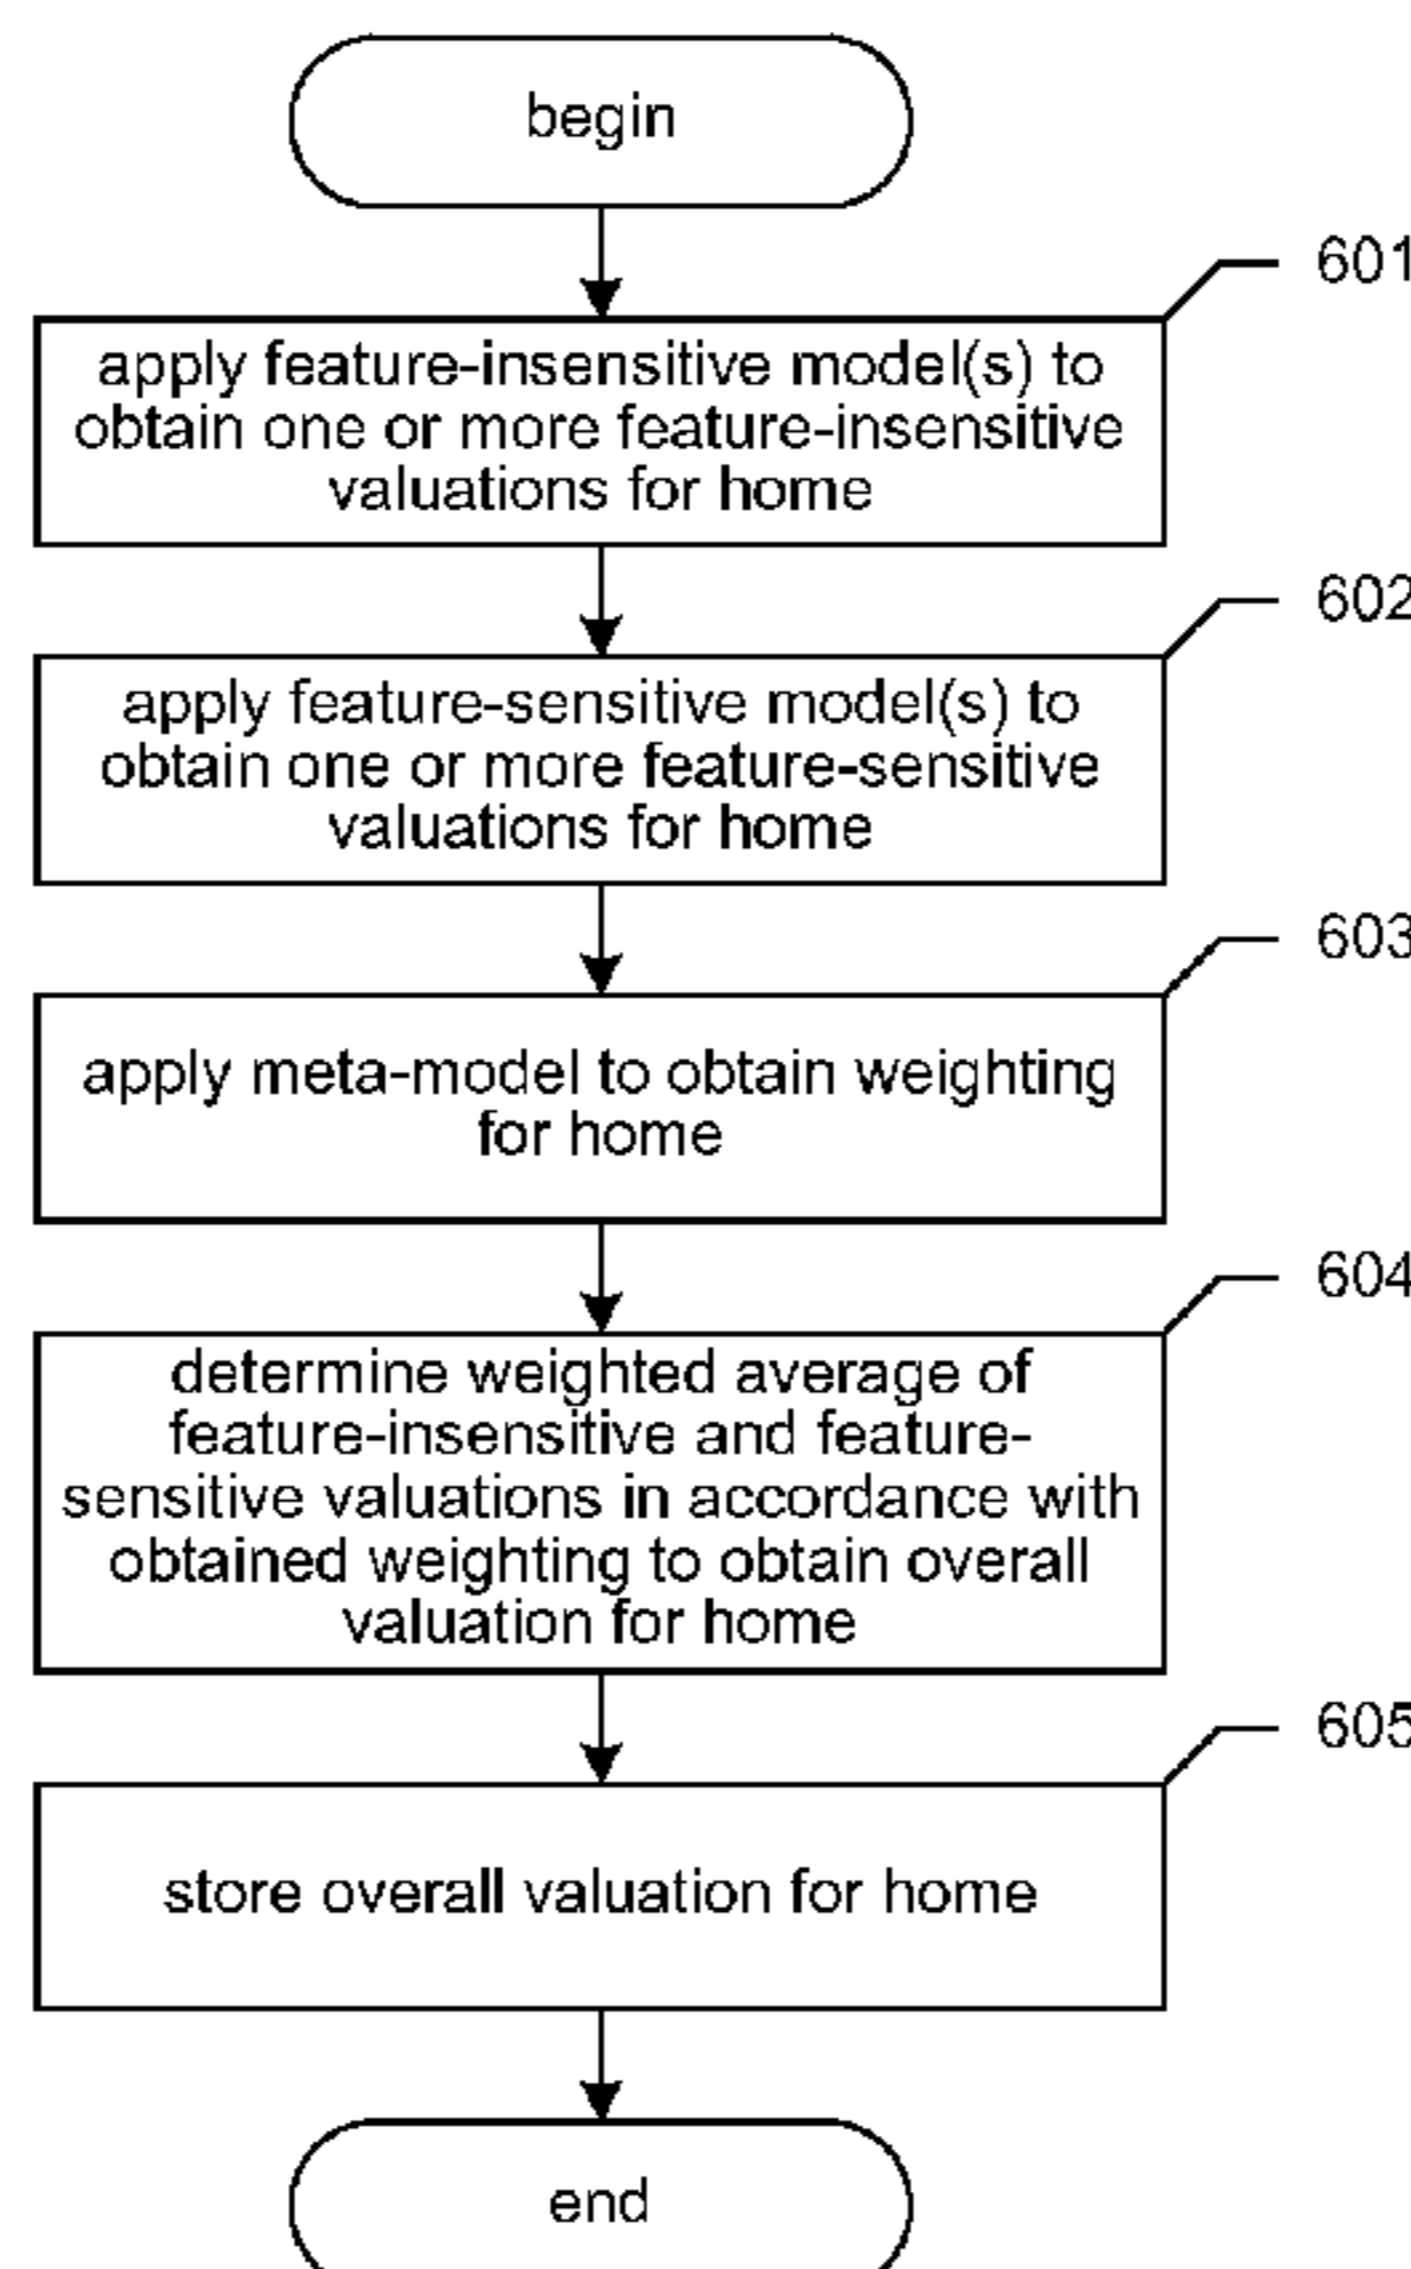 begin
601
apply feature-insensitive model(s) to
obtain one or more feature-insensitive
valuations for home
602
apply feature-sensitive model(s) to
obtain one or more feature-sensitive
valuations for home
603
apply meta-model to obtain weighting
for home
604
determine weighted average of
feature-insensitive and feature-
sensitive valuations in accordance with
obtained weighting to obtain overall
valuation for home
605
store overall valuation for home
end